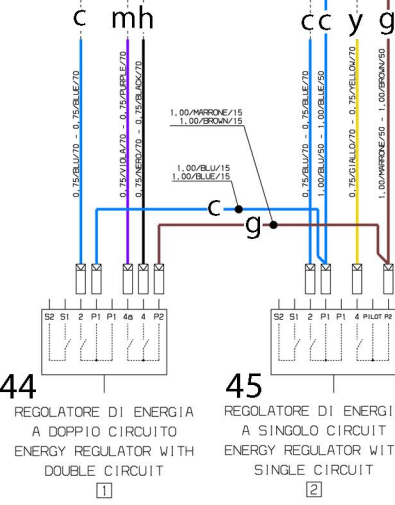 c m h c c y g
0,75/BLU/70 - 0,75/BLUE/70
0,75/VIOLA/70 - 0,75/PURPLE/70
0,75/NERO/70 - 0,75/BLACK/70
0,75/BLU/70 - 0,75/BLUE/70
1,00/BLU/50 - 1,00/BLUE/50
0,75/GIALLO/70 - 0,75/YELLOW/70
1,00/MARRONE/50 - 1,00/BROWN/50
1,00/MARRONE/15
1,00/BROWN/15
1,00/BLU/15
1,00/BLUE/15
c
g
S2 S1 2 P1 P1 4a 4 P2
S2 S1 2 P1 P1 4 PILOT P2
44
45
REGOLATORE DI ENERGIA
A DOPPIO CIRCUITO
ENERGY REGULATOR WITH
DOUBLE CIRCUIT
1
REGOLATORE DI ENERGI
A SINGOLO CIRCUIT
ENERGY REGULATOR WIT
SINGLE CIRCUIT
2